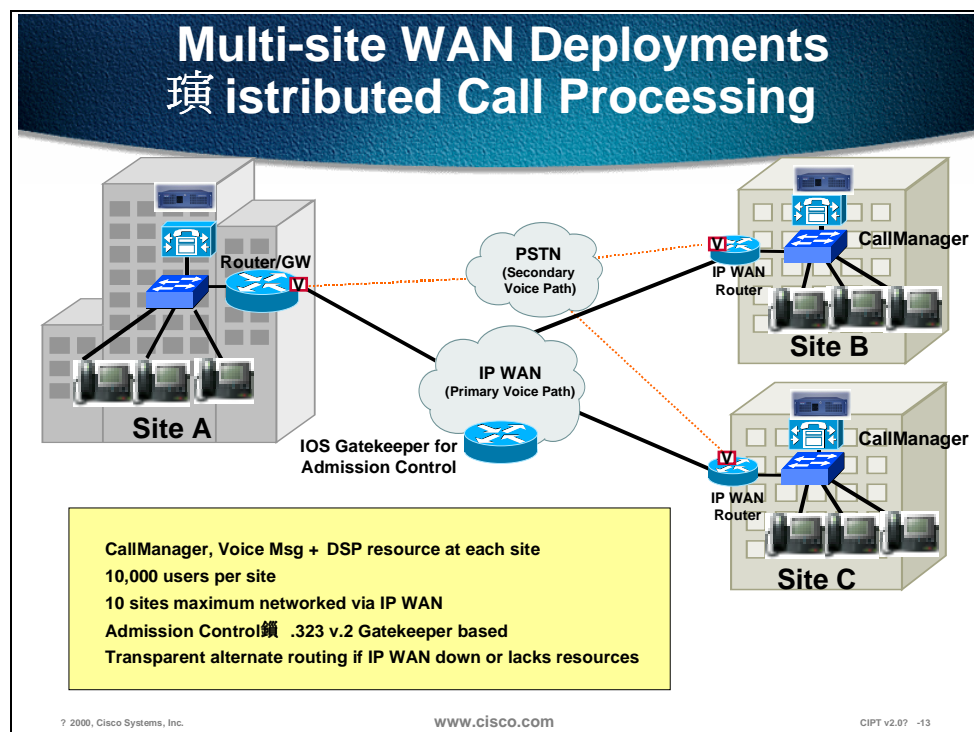 Multi-site WAN Deployments
璜 istributed Call Processing
Router/GW
V
Site A
PSTN
(Secondary
Voice Path)
IP WAN
(Primary Voice Path)
IOS Gatekeeper for
Admission Control
V
IP WAN
Router
CallManager
Site B
V
IP WAN
Router
CallManager
Site C
CallManager, Voice Msg + DSP resource at each site
10,000 users per site
10 sites maximum networked via IP WAN
Admission Control鎻 .323 v.2 Gatekeeper based
Transparent alternate routing if IP WAN down or lacks resources
? 2000, Cisco Systems, Inc.
www.cisco.com
CIPT v2.0? -13